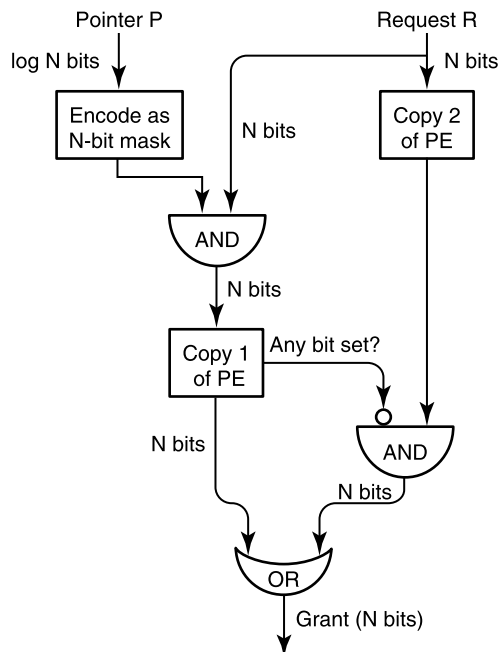 Pointer P
Request R
log N bits
N bits
Encode as
N-bit mask
Copy 2
of PE
N bits
AND
N bits
Copy 1
of PE
Any bit set?
N bits
AND
N bits
OR
Grant (N bits)